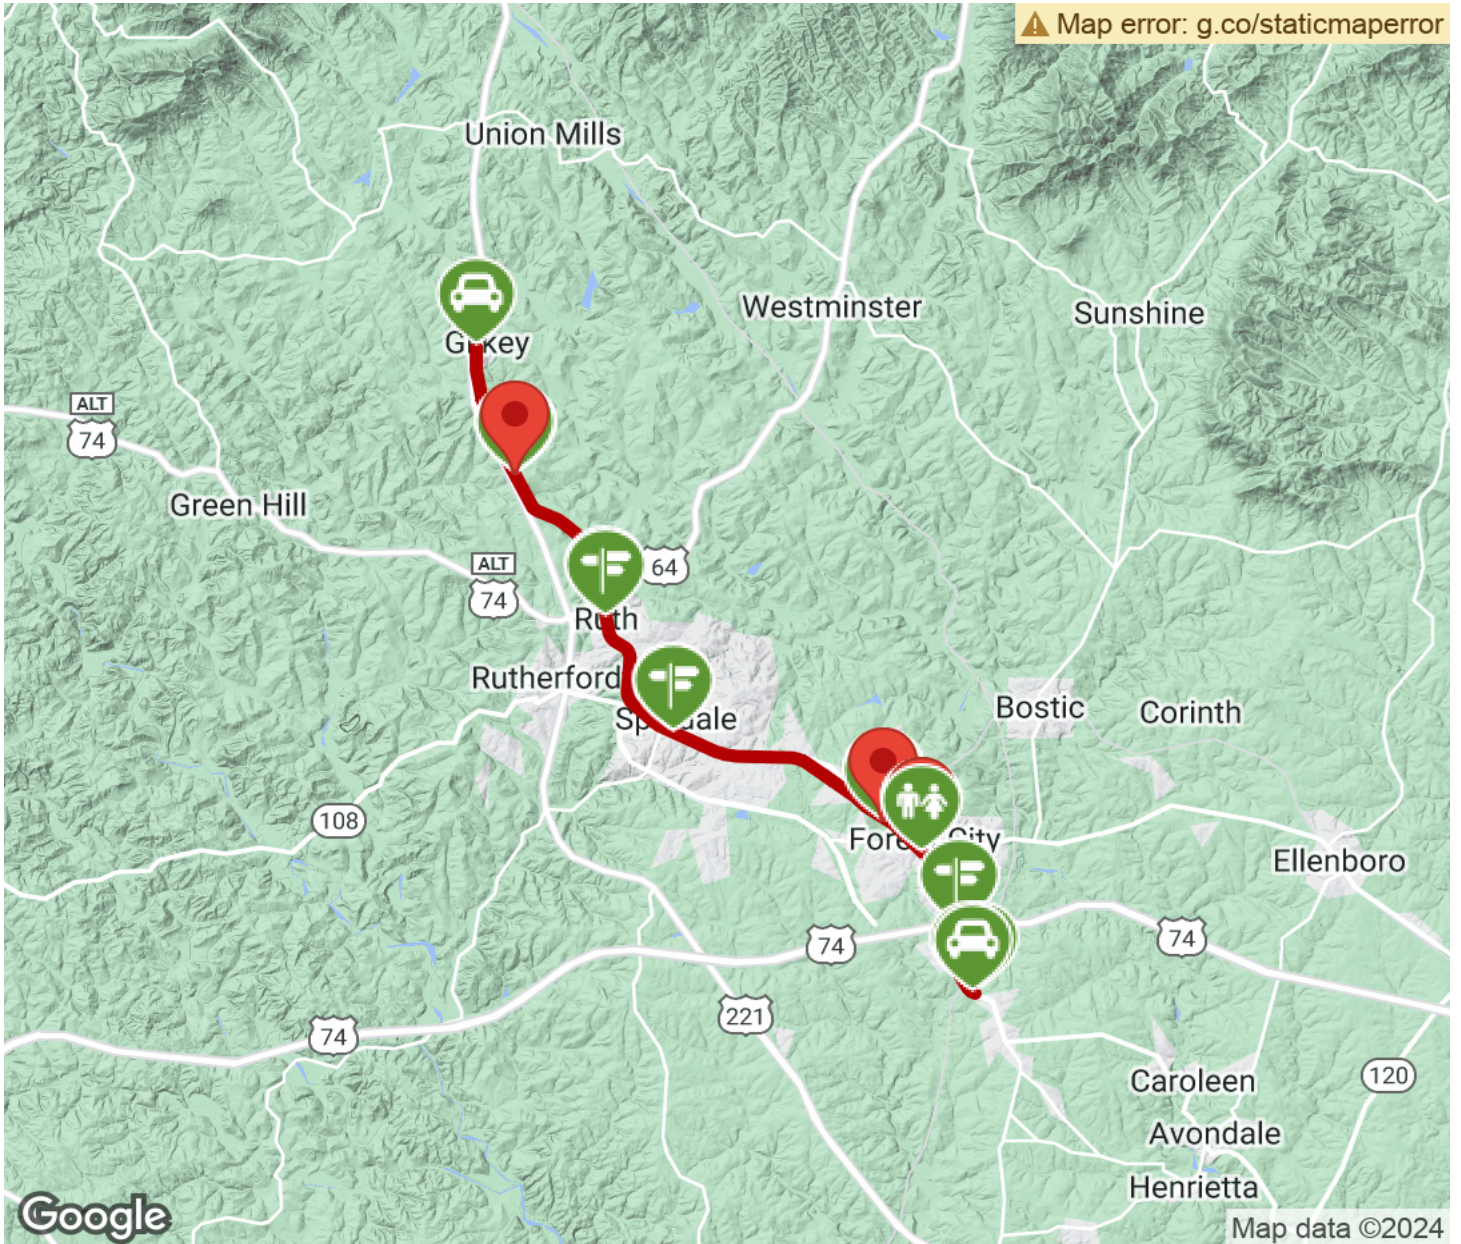 Map error: g.co/staticmaperror
Union Mills
Westminster
Sunshine
ALT
74
Green Hill
ALT
74
64
Ruth
Rutherford
Bostic
Corinth
108
Ellenboro
74
74
74
221
120
Caroleen
Avondale
Henrietta
Google
Map data ©2024